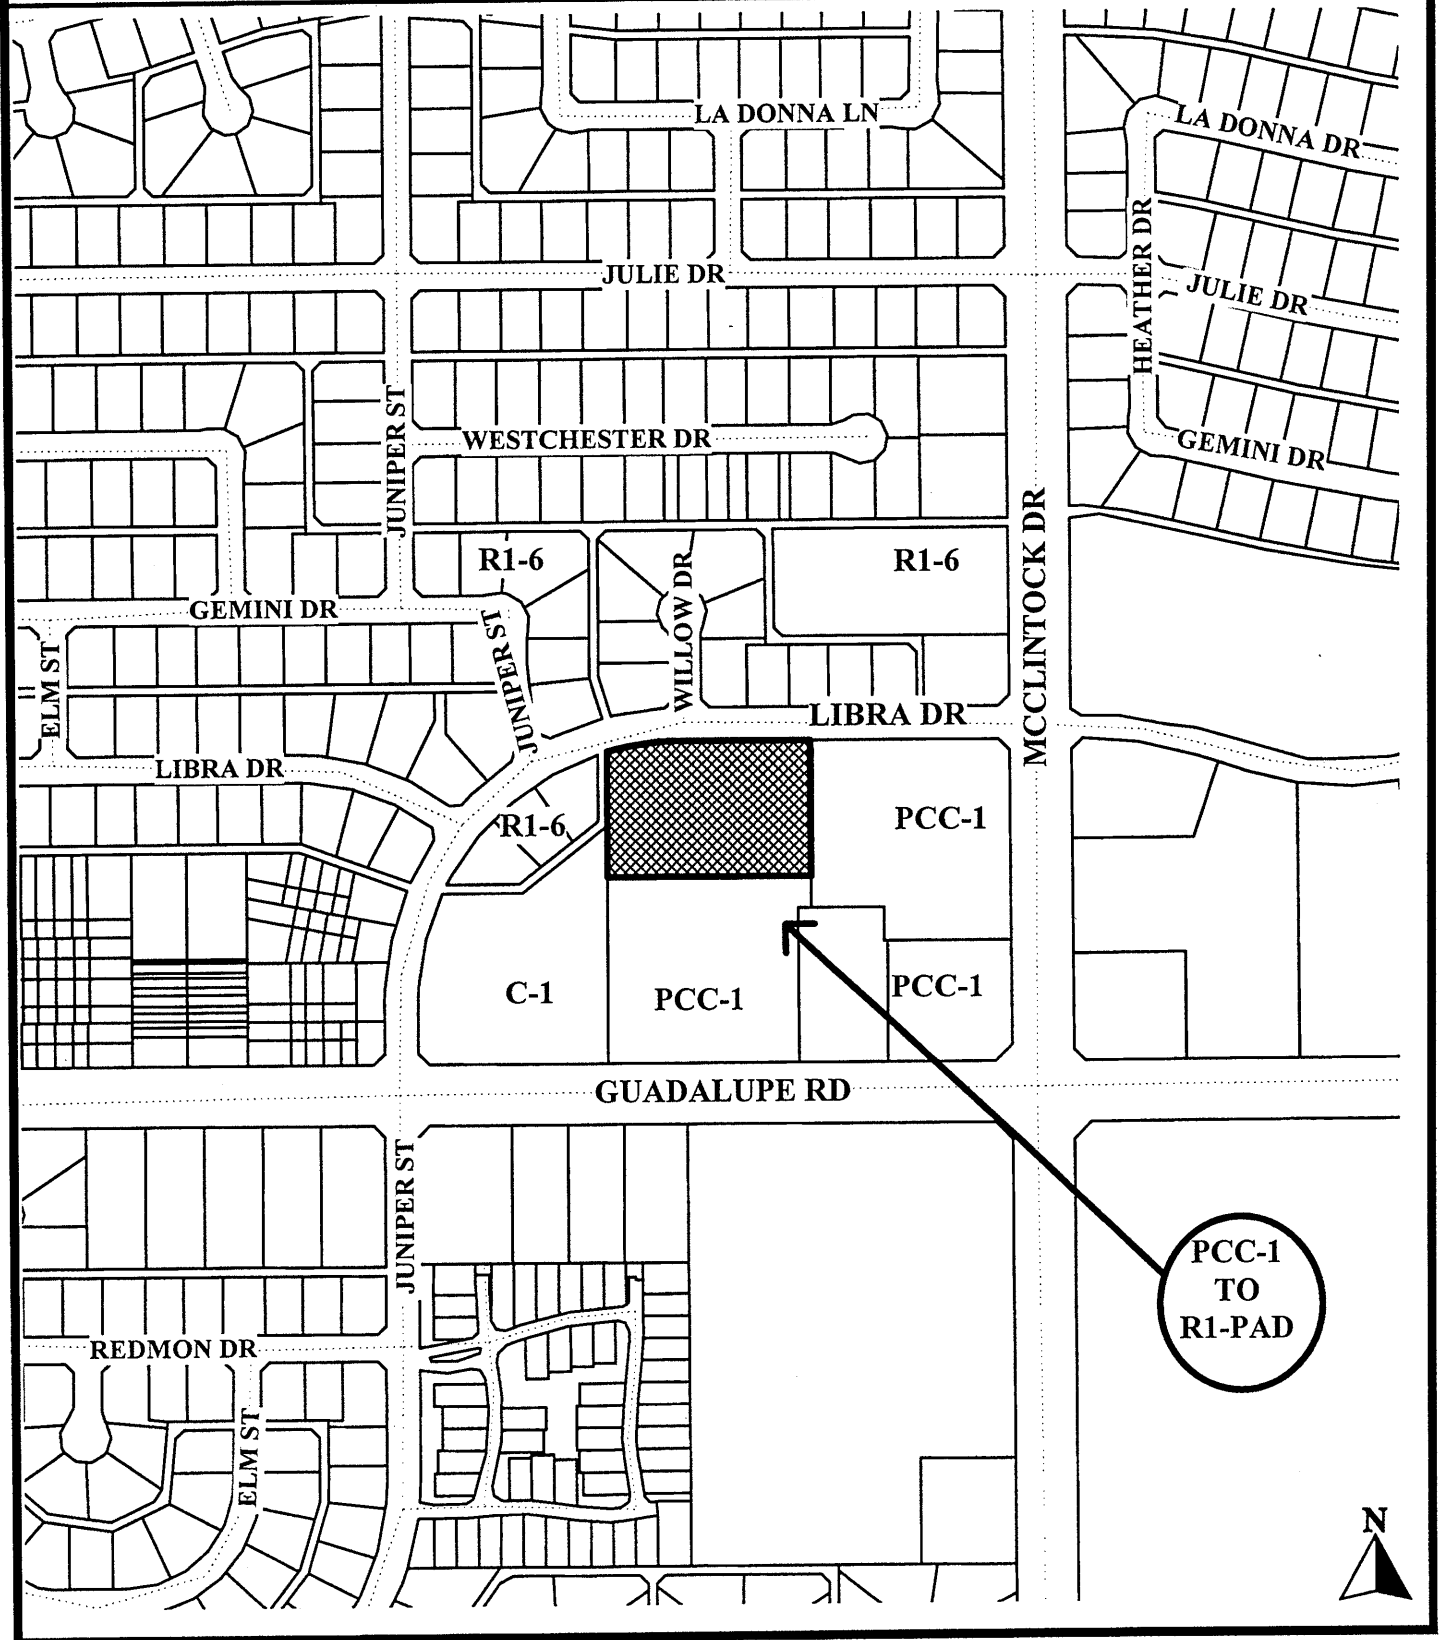 LA DONNA LN
LA DONNA DR
HEATHER DR
JULIE DR
JULIE DR
JUNIPER ST
WESTCHESTER DR
GEMINI DR
MCCLINTOCK DR
R1-6
WILLOW DR
R1-6
GEMINI DR
JUNIPER ST
ELM ST
LIBRA DR
LIBRA DR
R1-6
PCC-1
C-1
PCC-1
PCC-1
GUADALUPE RD
JUNIPER ST
PCC-1
TO
R1-PAD
REDMON DR
ELM ST
N